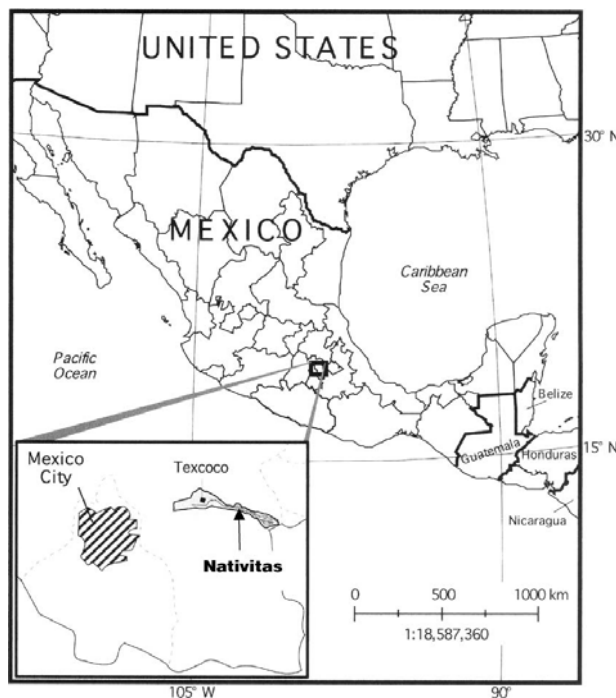 UNITED STATES
30° N
MEXICO
Caribbean
Sea
Pacific
Ocean
Belize
Guatemala
Honduras
15° N
Nicaragua
Mexico
City
Texcoco
Nativitas
0 500 1000 km
1:18,587,360
105° W
90°